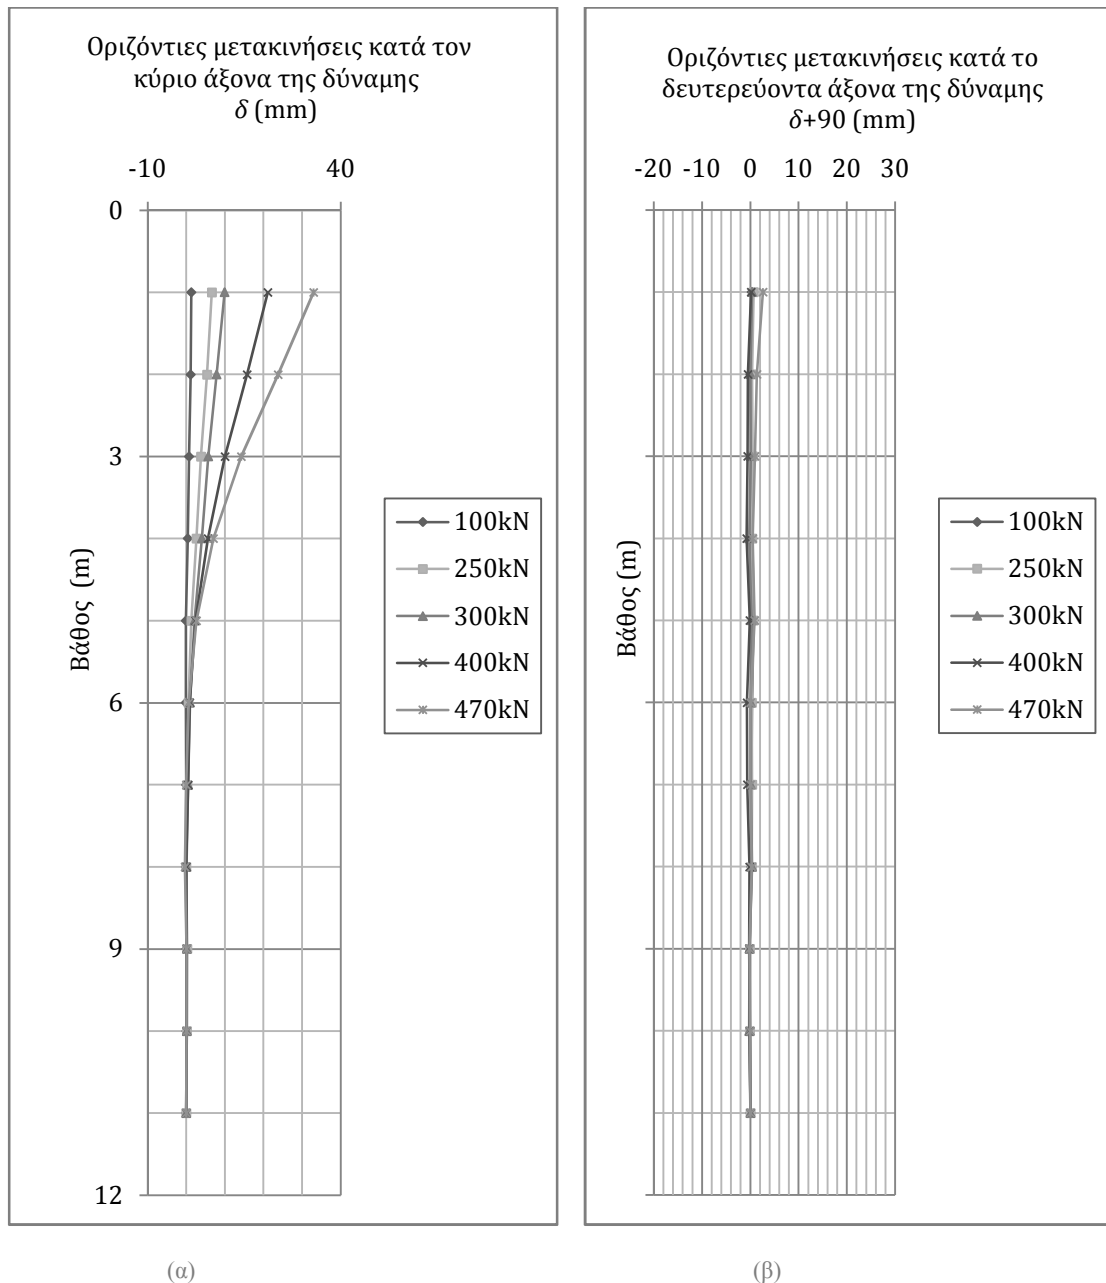 Οριζόντιες μετακινήσεις κατά τον
κύριο άξονα της δύναμης
δ (mm)
-10 40
0
3
6
9
12
Βάθος (m)
100kN
250kN
300kN
400kN
470kN
(α)
Οριζόντιες μετακινήσεις κατά το
δευτερεύοντα άξονα της δύναμης
δ+90 (mm)
-20 -10 0 10 20 30
Βάθος (m)
100kN
250kN
300kN
400kN
470kN
(β)